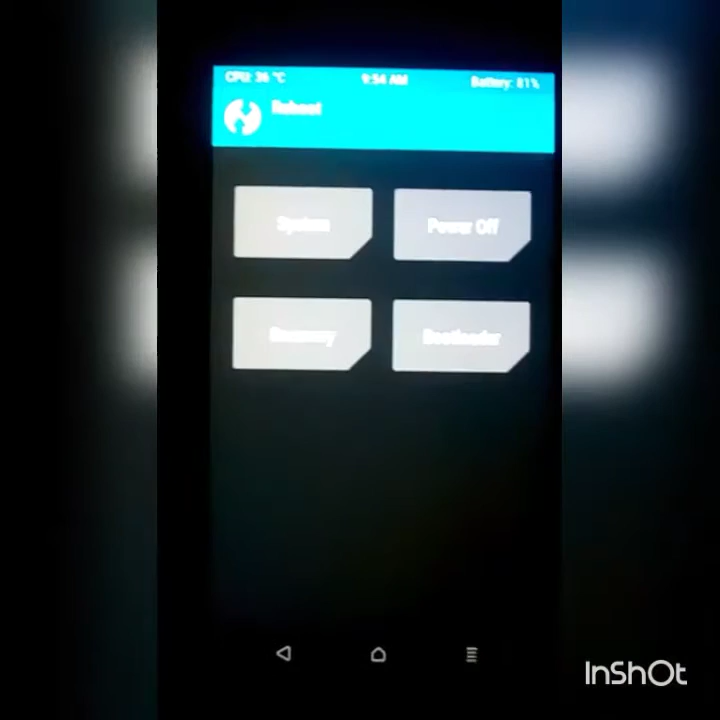 CPU: 36 °C 9:54 AM Battery: 81%
Reboot
System Power Off
Recovery Bootloader
InShOt